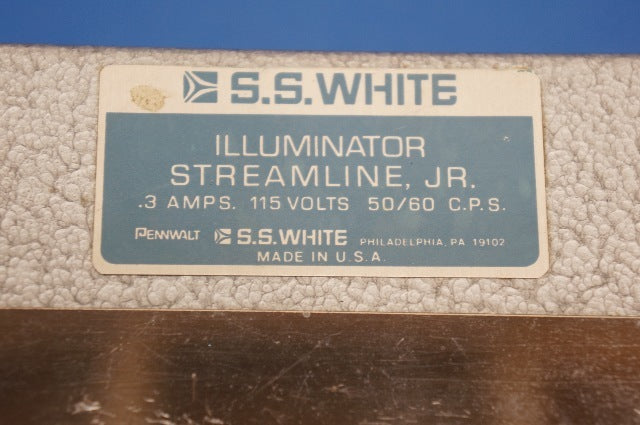 S.S.WHITE
ILLUMINATOR
STREAMLINE, JR.
.3 AMPS. 115 VOLTS 50/60 C.P.S.
PENNWALT S.S.WHITE PHILADELPHIA, PA 19102
MADE IN U.S.A.